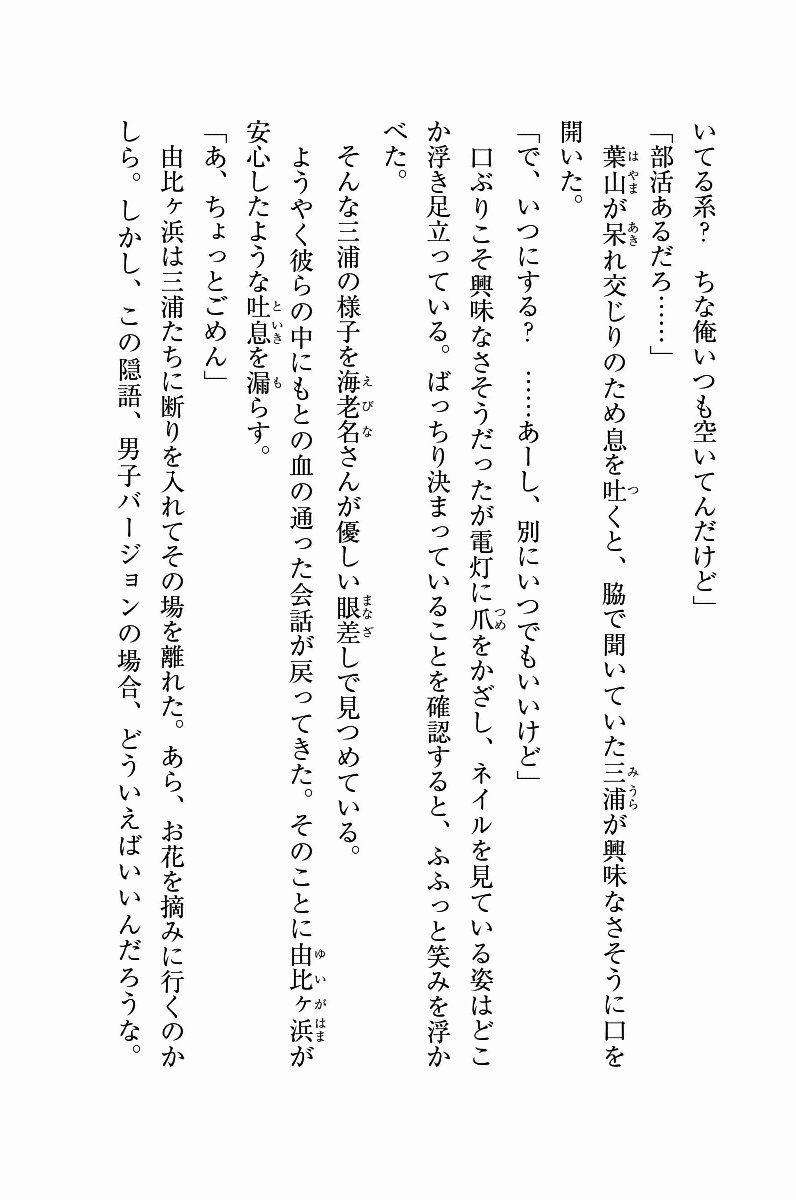 いてる系？　ちな俺いつも空いてんだけど」
「部活あるだろ……」
　葉山が呆れ交じりのため息を吐くと、脇で聞いていた三浦が興味なさそうに口を
開いた。
「で、いつにする？　……あーし、別にいつでもいいけど」
　口ぶりこそ興味なさそうだったが電灯に爪をかざし、ネイルを見ている姿はどこ
か浮き足立っている。ばっちり決まっていることを確認すると、ふふっと笑みを浮か
べた。
　そんな三浦の様子を海老名さんが優しい眼差しで見つめている。
　ようやく彼らの中にもとの血の通った会話が戻ってきた。そのことに由比ヶ浜が
安心したような吐息を漏らす。
「あ、ちょっとごめん」
　由比ヶ浜は三浦たちに断りを入れてその場を離れた。あら、お花を摘みに行くのか
しら。しかし、この隠語、男子バージョンの場合、どういえばいいんだろうな。